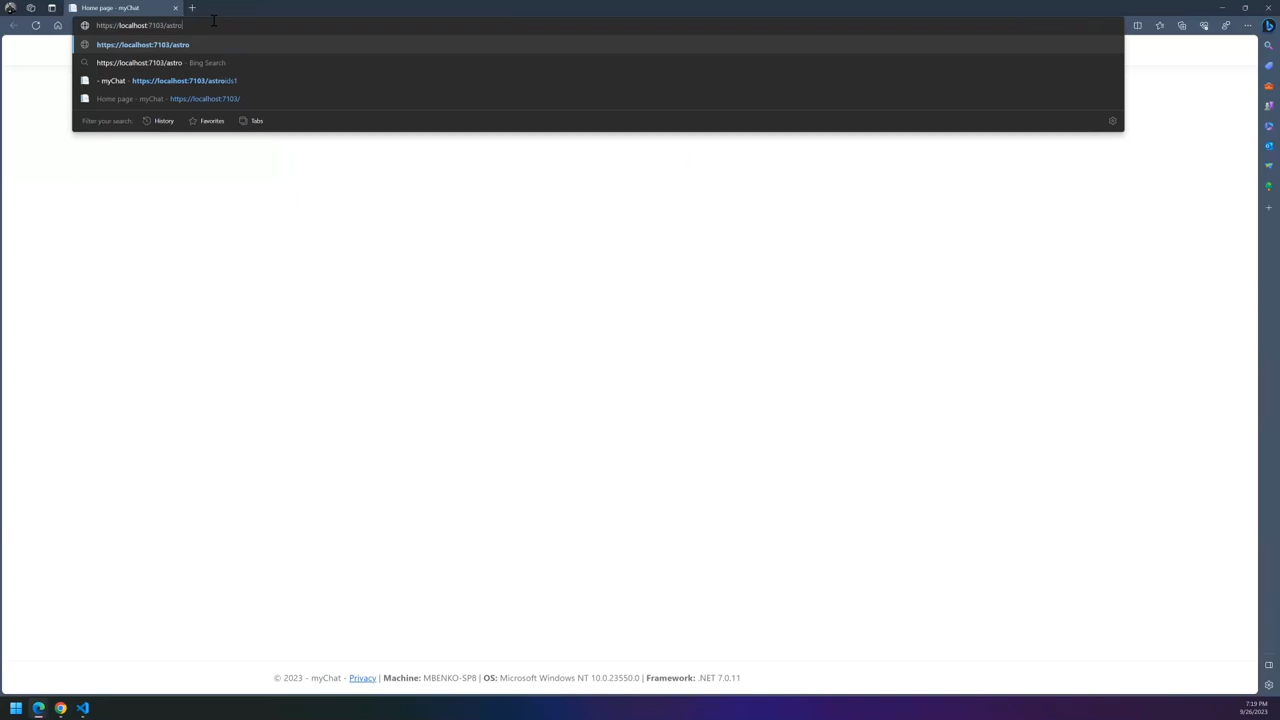 Home page - myChat
https://localhost:7103/astro
https://localhost:7103/astro
https://localhost:7103/astro - Bing Search
- myChat - https://localhost:7103/astroids1
Home page - myChat - https://localhost:7103/
Filter your search: History Favorites Tabs
© 2023 - myChat - Privacy | Machine: MBENKO-SP8 | OS: Microsoft Windows NT 10.0.23550.0 | Framework: .NET 7.0.11
7:19 PM
9/26/2023